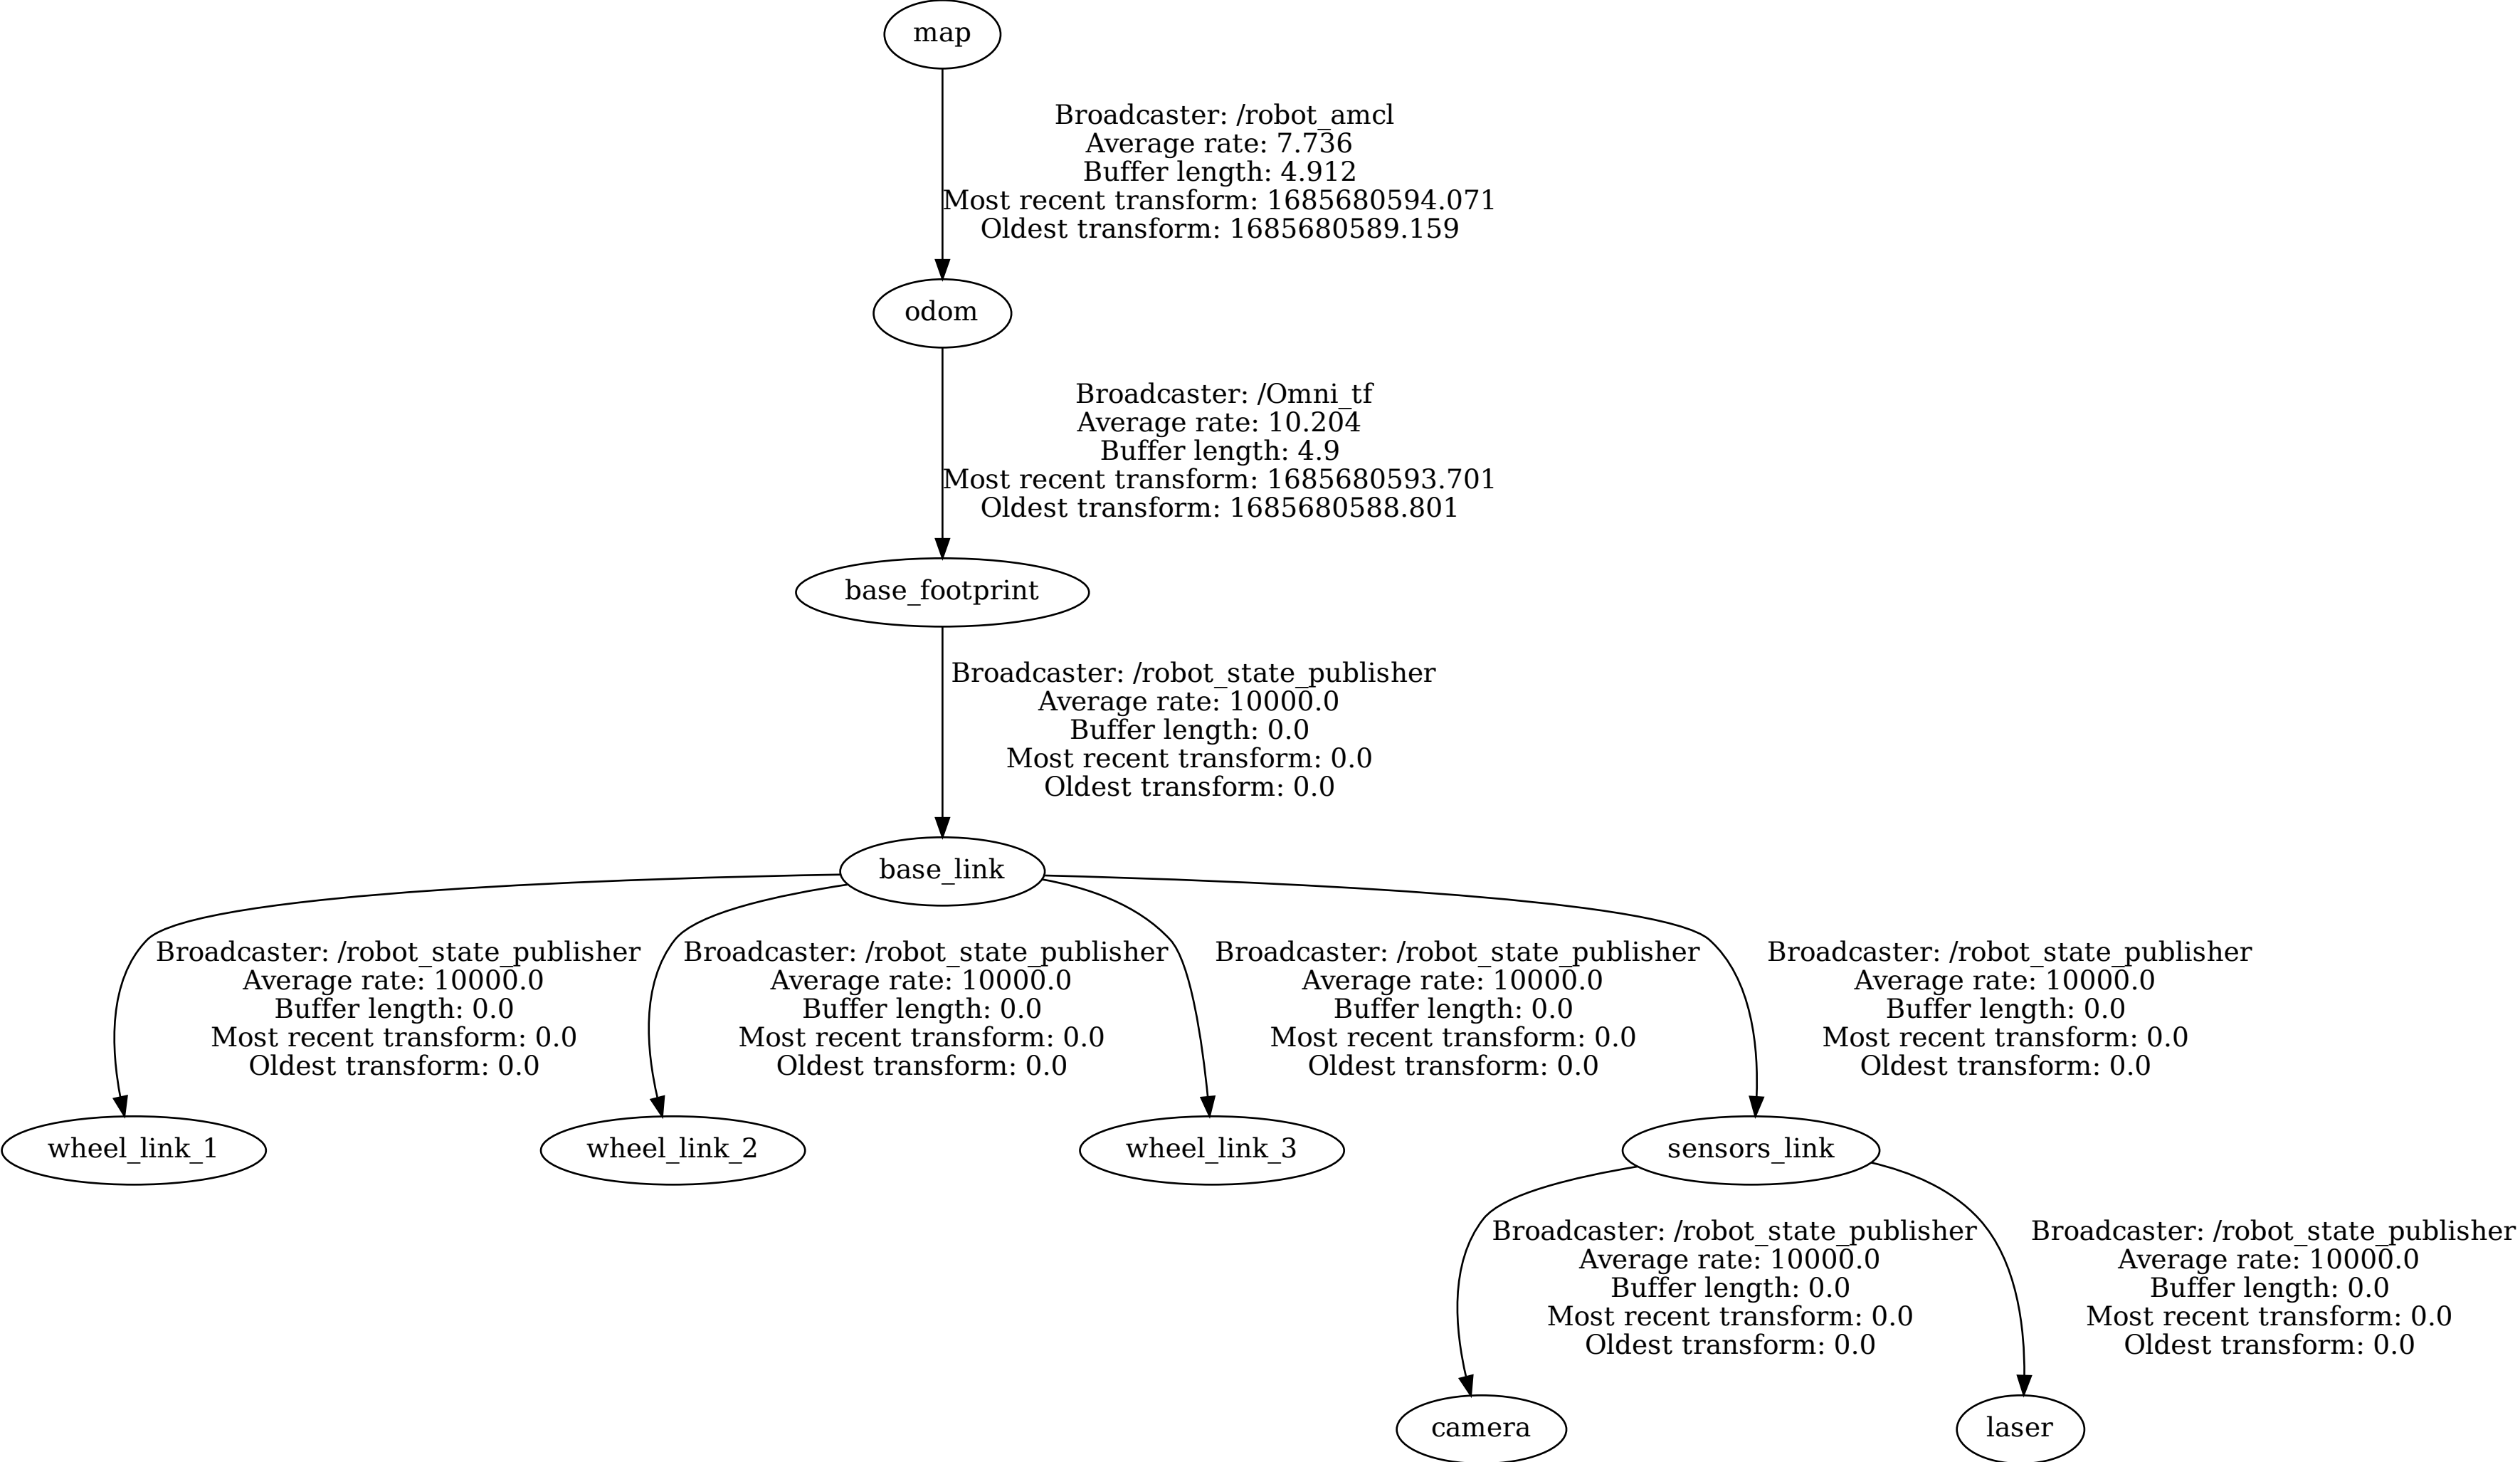 map
Broadcaster: /robot_amcl
Average rate: 7.736
Buffer length: 4.912
Most recent transform: 1685680594.071
Oldest transform: 1685680589.159
odom
Broadcaster: /Omni_tf
Average rate: 10.204
Buffer length: 4.9
Most recent transform: 1685680593.701
Oldest transform: 1685680588.801
base_footprint
Broadcaster: /robot_state_publisher
Average rate: 10000.0
Buffer length: 0.0
Most recent transform: 0.0
Oldest transform: 0.0
base_link
Broadcaster: /robot_state_publisher
Average rate: 10000.0
Buffer length: 0.0
Most recent transform: 0.0
Oldest transform: 0.0
Broadcaster: /robot_state_publisher
Average rate: 10000.0
Buffer length: 0.0
Most recent transform: 0.0
Oldest transform: 0.0
Broadcaster: /robot_state_publisher
Average rate: 10000.0
Buffer length: 0.0
Most recent transform: 0.0
Oldest transform: 0.0
Broadcaster: /robot_state_publisher
Average rate: 10000.0
Buffer length: 0.0
Most recent transform: 0.0
Oldest transform: 0.0
wheel_link_1
wheel_link_2
wheel_link_3
sensors_link
Broadcaster: /robot_state_publisher
Average rate: 10000.0
Buffer length: 0.0
Most recent transform: 0.0
Oldest transform: 0.0
Broadcaster: /robot_state_publisher
Average rate: 10000.0
Buffer length: 0.0
Most recent transform: 0.0
Oldest transform: 0.0
camera
laser